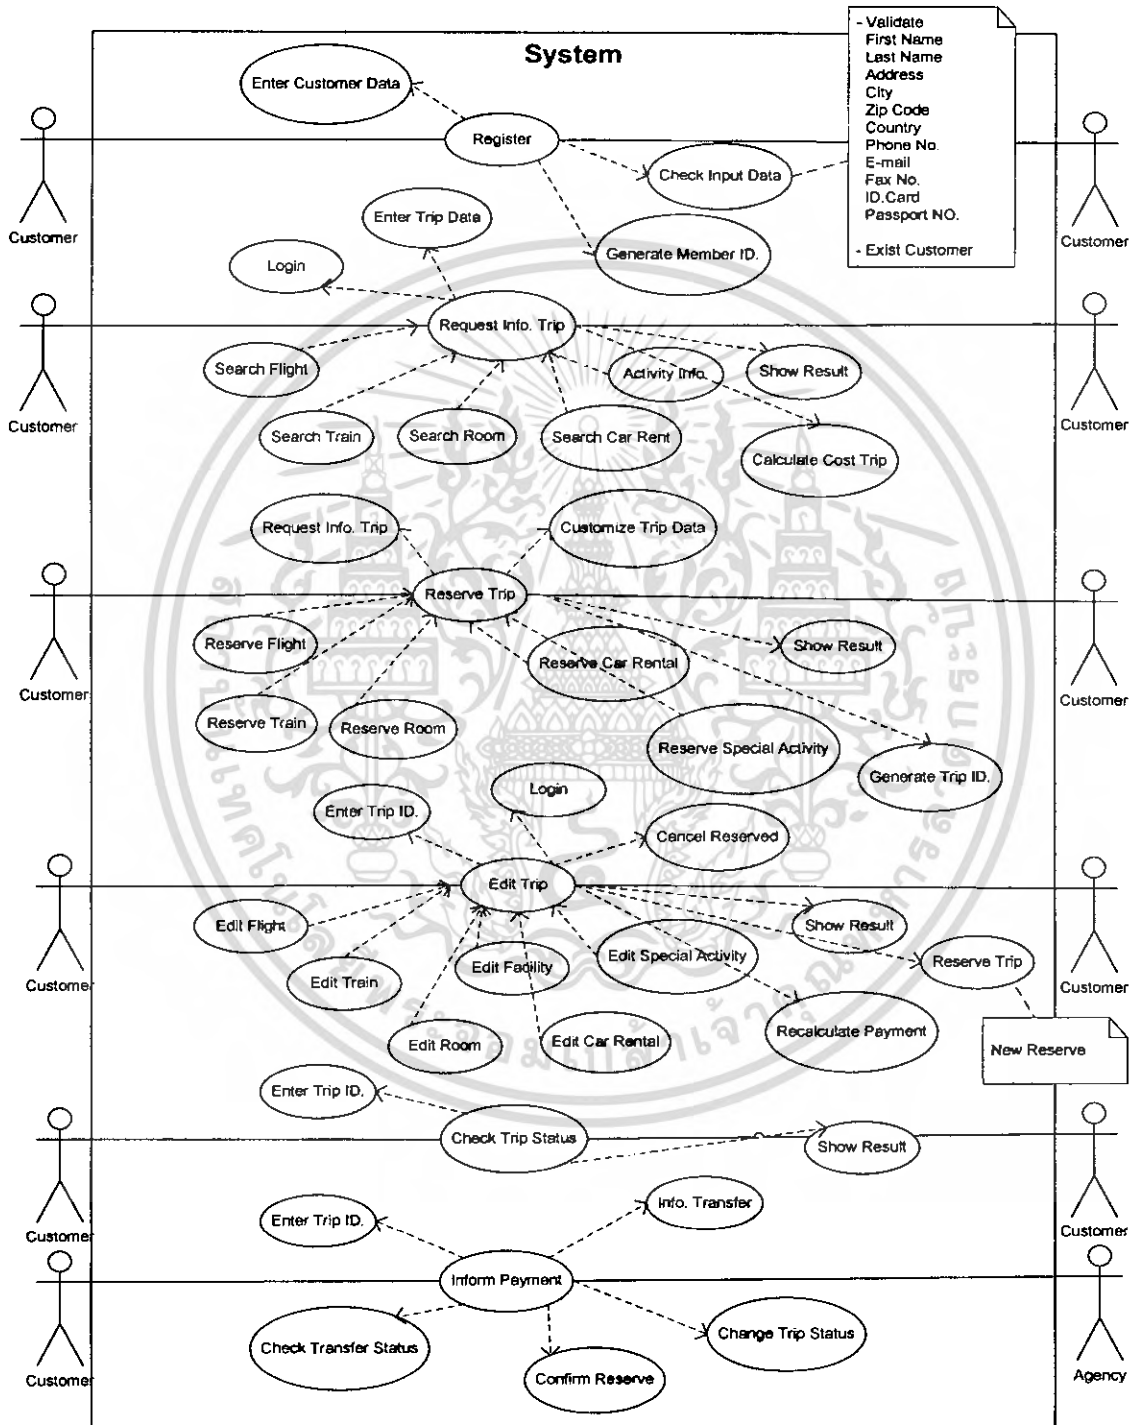 System
- Validate
First Name
Last Name
Address
City
Zip Code
Country
Phone No.
E-mail
Fax No.
ID.Card
Passport NO.
- Exist Customer
Enter Customer Data
Register
Check Input Data
Generate Member ID.
Customer
Customer
Enter Trip Data
Login
Request Info. Trip
Search Flight
Activity Info.
Show Result
Search Train
Search Room
Search Car Rent
Calculate Cost Trip
Customer
Customer
Request Info. Trip
Customize Trip Data
Reserve Trip
Reserve Flight
Reserve Car Rental
Show Result
Reserve Train
Reserve Room
Reserve Special Activity
Generate Trip ID.
Customer
Customer
Login
Enter Trip ID.
Cancel Reserved
Edit Trip
Edit Flight
Edit Train
Edit Facility
Edit Special Activity
Show Result
Reserve Trip
Edit Room
Edit Car Rental
Recalculate Payment
New Reserve
Customer
Customer
Enter Trip ID.
Check Trip Status
Show Result
Customer
Customer
Enter Trip ID.
Info. Transfer
Inform Payment
Check Transfer Status
Confirm Reserve
Change Trip Status
Customer
Agency